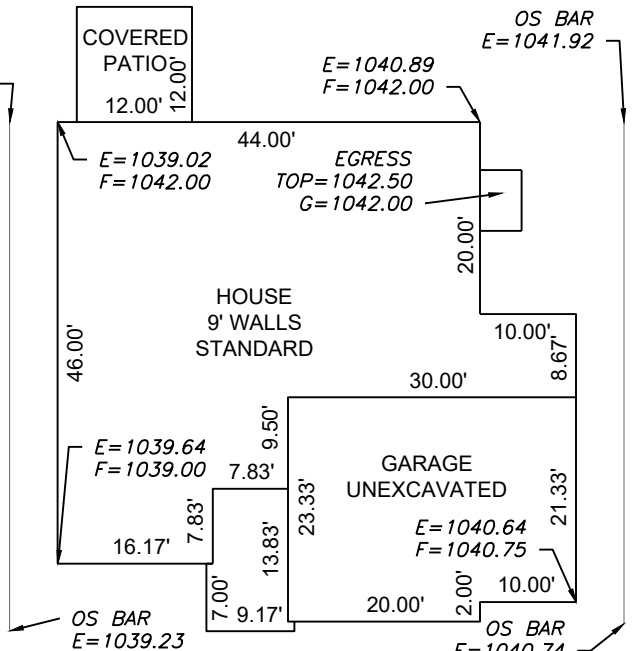 OS BAR
E=1041.92
COVERED
PATIO
12.00'
12.00'
E=1040.89
F=1042.00
44.00'
E=1039.02
F=1042.00
EGRESS
TOP=1042.50
G=1042.00
20.00'
HOUSE
9' WALLS
STANDARD
46.00'
10.00'
8.67'
30.00'
9.50'
E=1039.64
F=1039.00
7.83'
GARAGE
UNEXCAVATED
7.83'
13.83'
23.33'
21.33'
E=1040.64
F=1040.75
16.17'
7.00'
9.17'
20.00'
2.00'
10.00'
OS BAR
E=1039.23
OS BAR
E=1040.74